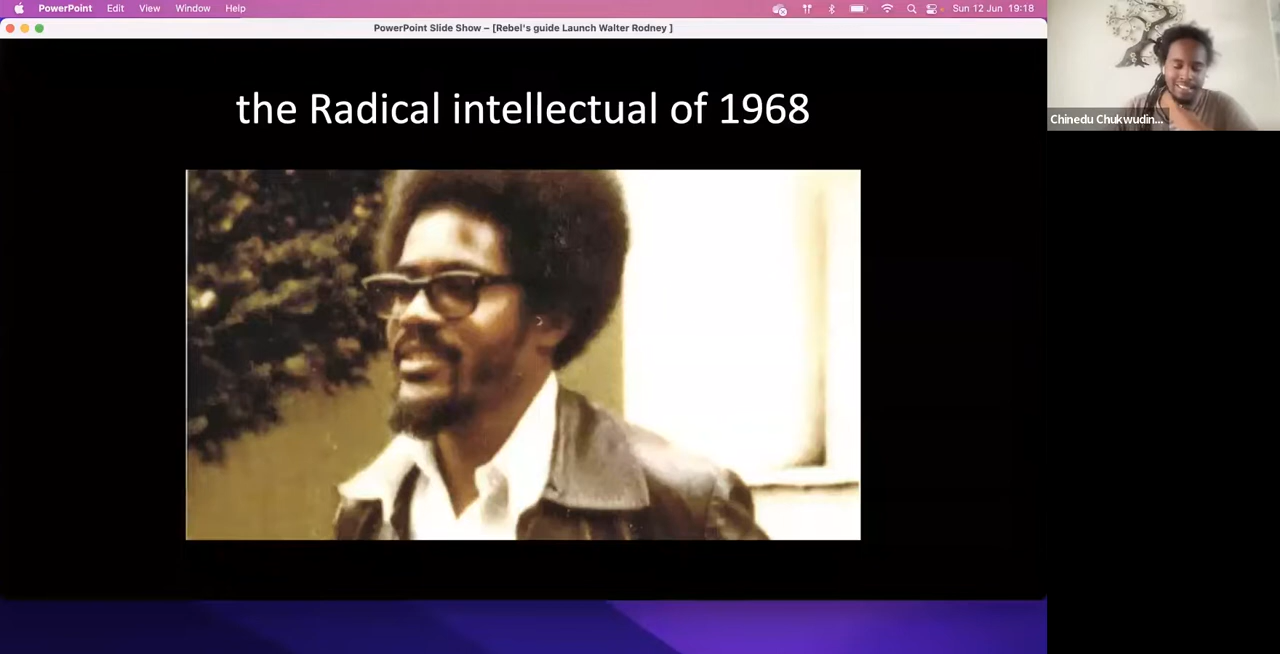 PowerPoint Edit View Window Help Sun 12 Jun 19:18
PowerPoint Slide Show – [Rebel's guide Launch Walter Rodney ]
the Radical intellectual of 1968
Chinedu Chukwudin...